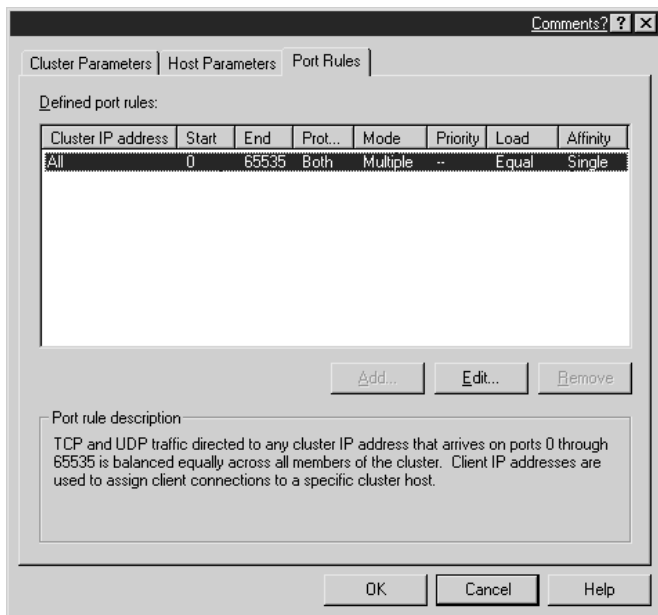 Comments? ? X
Cluster Parameters Host Parameters Port Rules
Defined port rules:
Cluster IP address Start End Prot... Mode Priority Load Affinity
All 0 65535 Both Multiple -- Equal Single
Add... Edit... Remove
Port rule description
TCP and UDP traffic directed to any cluster IP address that arrives on ports 0 through
65535 is balanced equally across all members of the cluster. Client IP addresses are
used to assign client connections to a specific cluster host.
OK Cancel Help